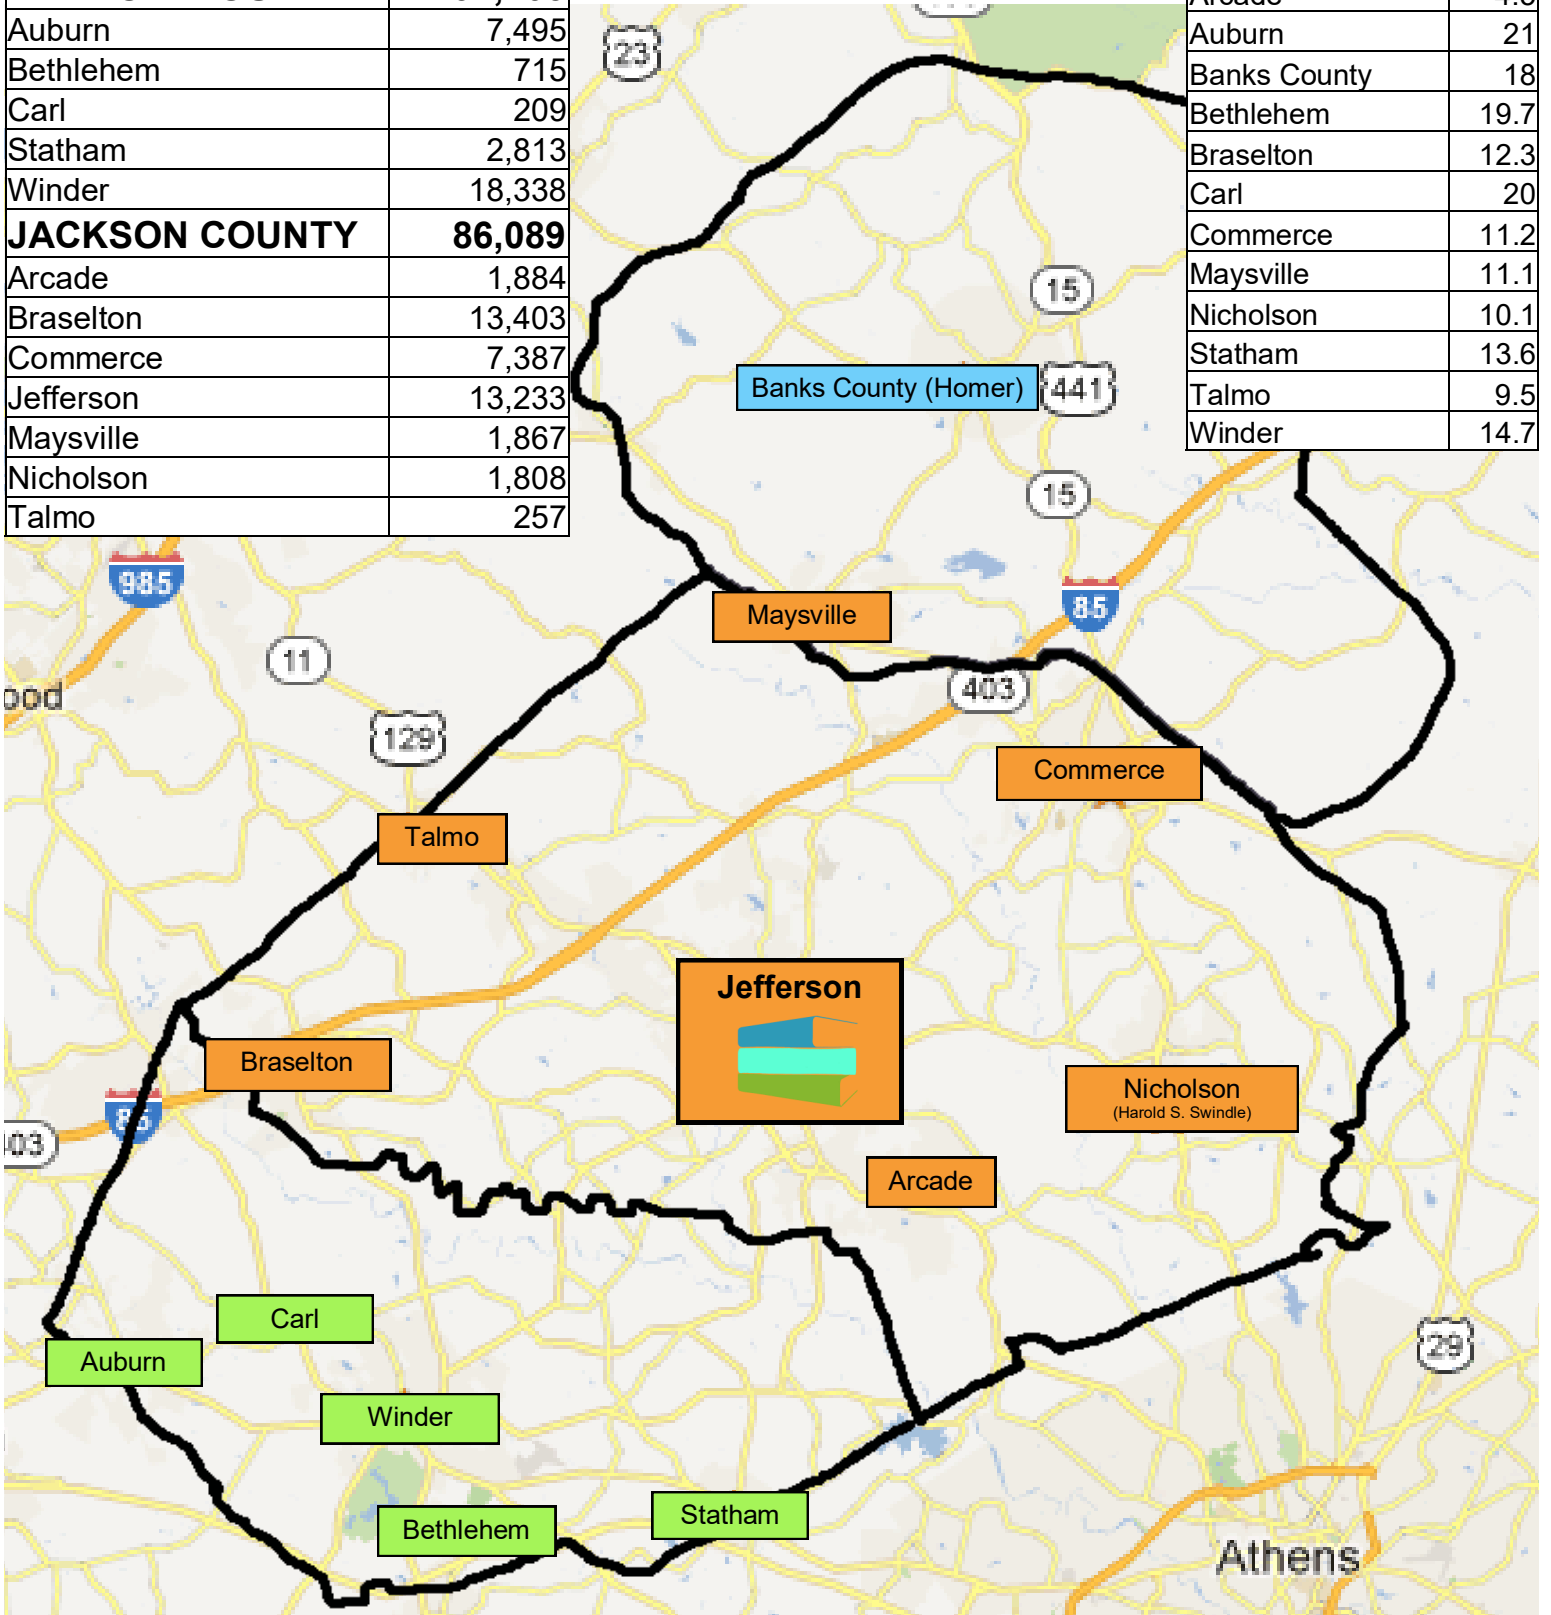 Auburn 7,495
Bethlehem 715
Carl 209
Statham 2,813
Winder 18,338
JACKSON COUNTY 86,089
Arcade 1,884
Braselton 13,403
Commerce 7,387
Jefferson 13,233
Maysville 1,867
Nicholson 1,808
Talmo 257
Auburn 21
Banks County 18
Bethlehem 19.7
Braselton 12.3
Carl 20
Commerce 11.2
Maysville 11.1
Nicholson 10.1
Statham 13.6
Talmo 9.5
Winder 14.7
23
15
Banks County (Homer)
441
15
985
85
Maysville
11
403
ood
129
Commerce
Talmo
Jefferson
Braselton
Nicholson
(Harold S. Swindle)
85
403
Arcade
Carl
29
Auburn
Winder
Statham
Bethlehem
Athens